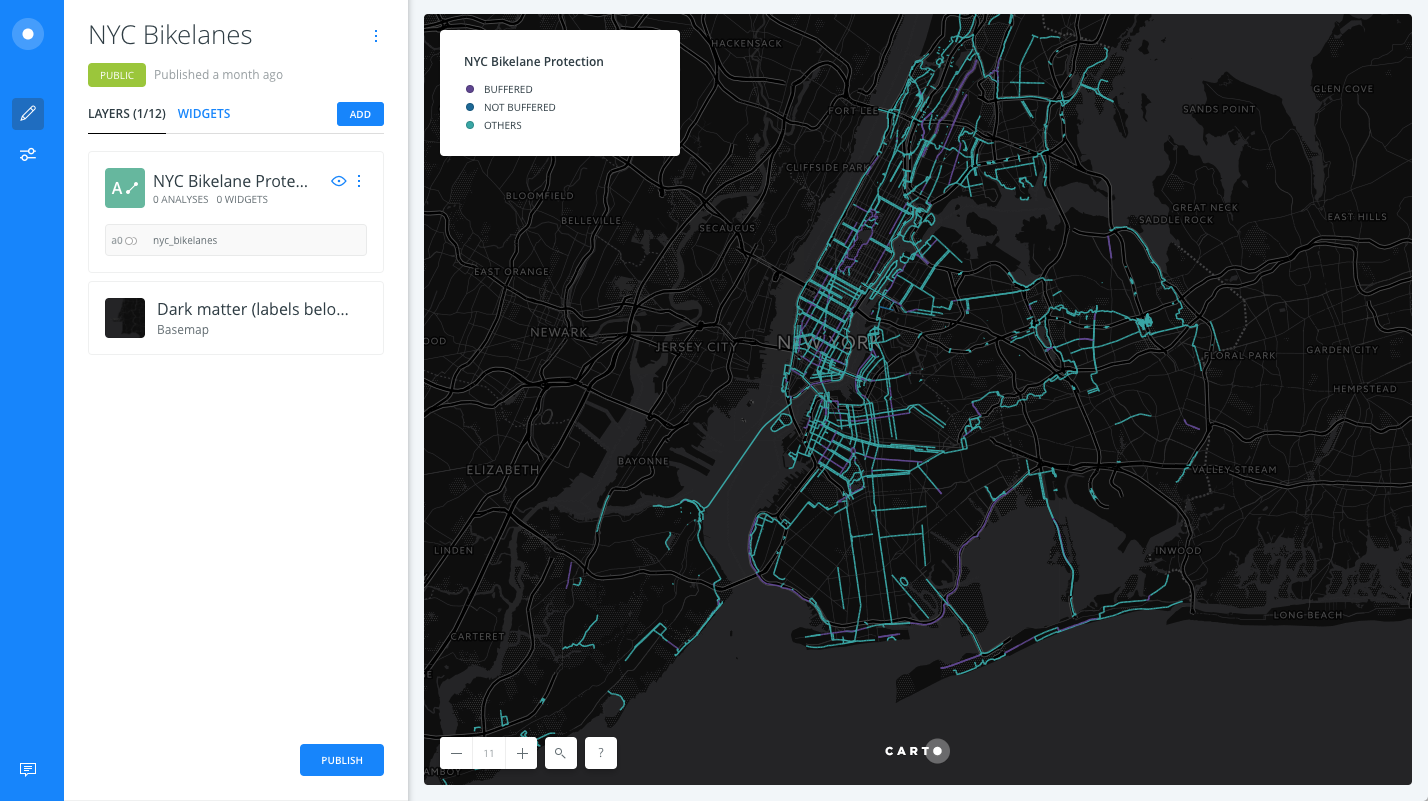 NYC Bikelanes
PUBLIC Published a month ago
LAYERS (1/12) WIDGETS ADD
A NYC Bikelane Prote...
0 ANALYSES 0 WIDGETS
a0 nyc_bikelanes
Dark matter (labels belo...
Basemap
PUBLISH
NYC Bikelane Protection
BUFFERED
NOT BUFFERED
OTHERS
HACKENSACK
GLEN COVE
FORT LEE
SANDS POINT
CLIFFSIDE PARK
BLOOMFIELD
GREAT NECK
BELLEVILLE
SADDLE ROCK
EAST HILLS
SECAUCUS
EAST ORANGE
NEWARK
NEW YORK
JERSEY CITY
GARDEN CITY
FLORAL PARK
HEMPSTEAD
BAYONNE
ELIZABETH
VALLEY STREAM
LINDEN
INWOOD
LONG BEACH
CARTERET
11
?
CARTO
AMBOY